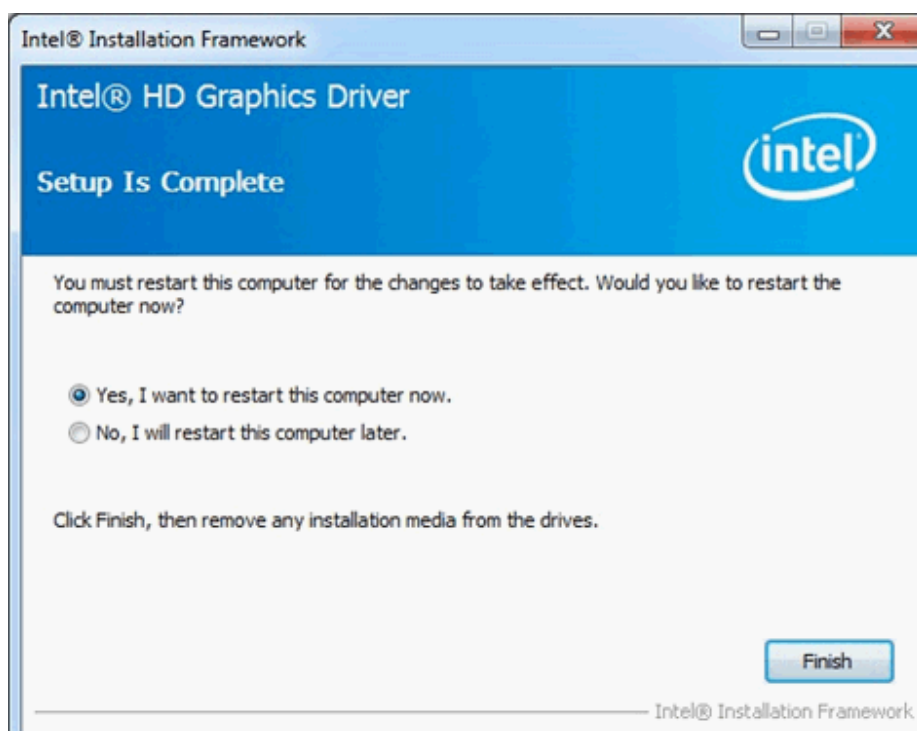 Intel® Installation Framework
Intel® HD Graphics Driver
intel®
Setup Is Complete
You must restart this computer for the changes to take effect. Would you like to restart the
computer now?
Yes, I want to restart this computer now.
No, I will restart this computer later.
Click Finish, then remove any installation media from the drives.
Finish
Intel® Installation Framework